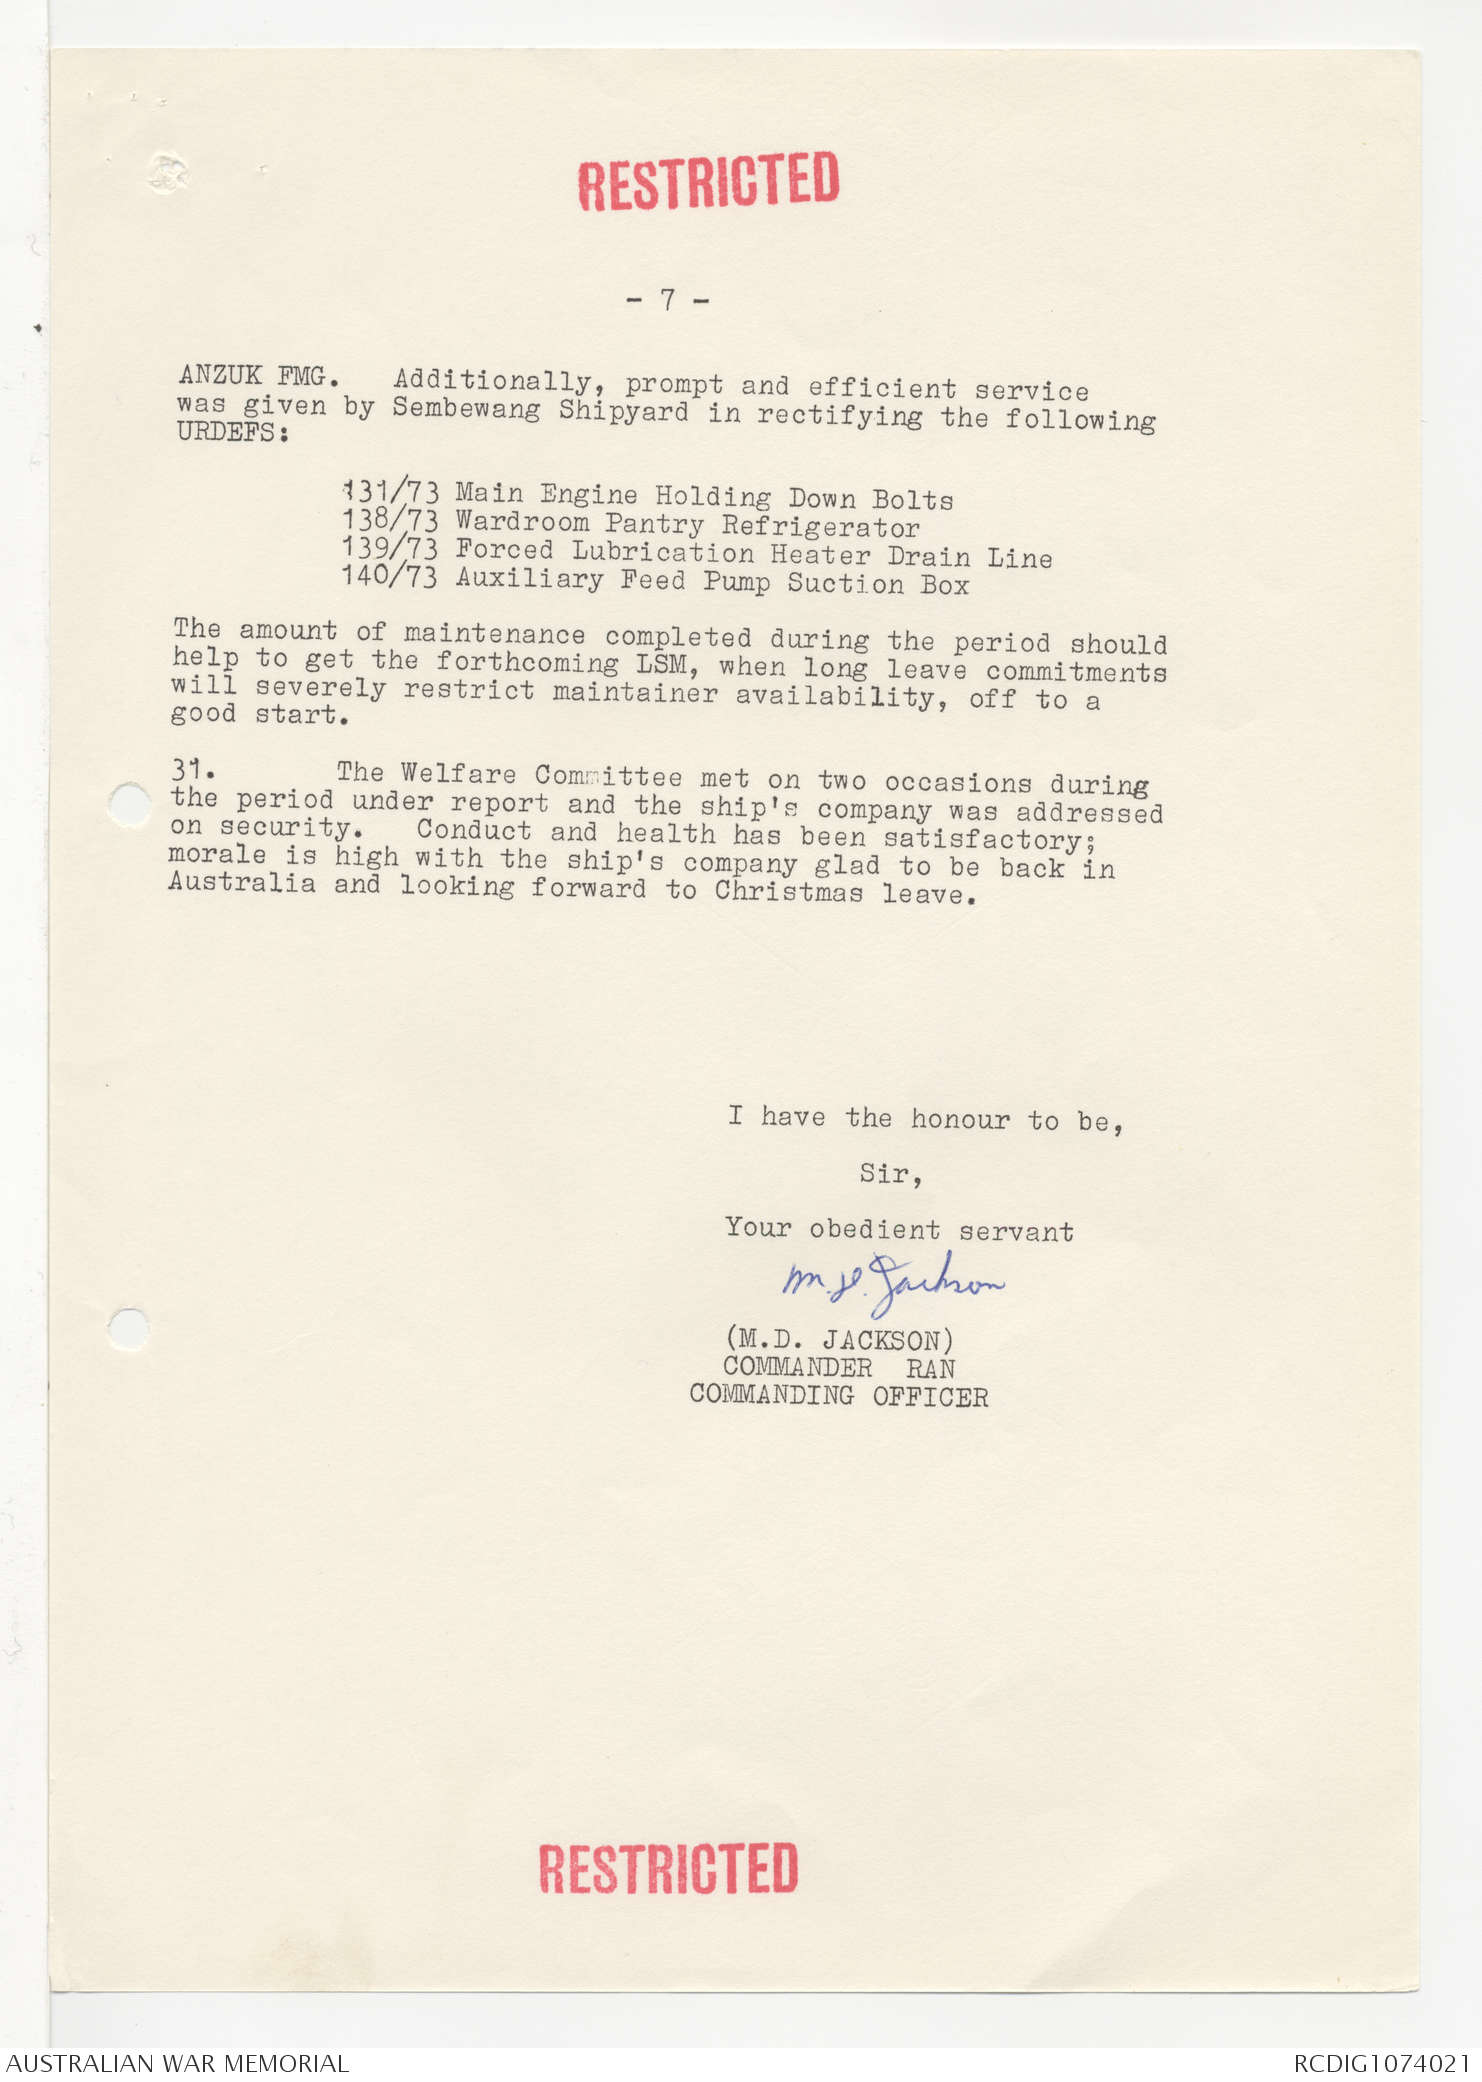 RESTRICTED
- 7 -
ANZUK FMG.   Additionally, prompt and efficient service
was given by Sembewang Shipyard in rectifying the following
URDEFS:
131/73 Main Engine Holding Down Bolts
138/73 Wardroom Pantry Refrigerator
139/73 Forced Lubrication Heater Drain Line
140/73 Auxiliary Feed Pump Suction Box
The amount of maintenance completed during the period should
help to get the forthcoming LSM, when long leave commitments
will severely restrict maintainer availability, off to a
good start.
31.       The Welfare Committee met on two occasions during
the period under report and the ship's company was addressed
on security.   Conduct and health has been satisfactory;
morale is high with the ship's company glad to be back in
Australia and looking forward to Christmas leave.
I have the honour to be,
Sir,
Your obedient servant
M.D. Jackson
(M.D. JACKSON)
COMMANDER  RAN
COMMANDING OFFICER
RESTRICTED
AUSTRALIAN WAR MEMORIAL
RCDIG1074021